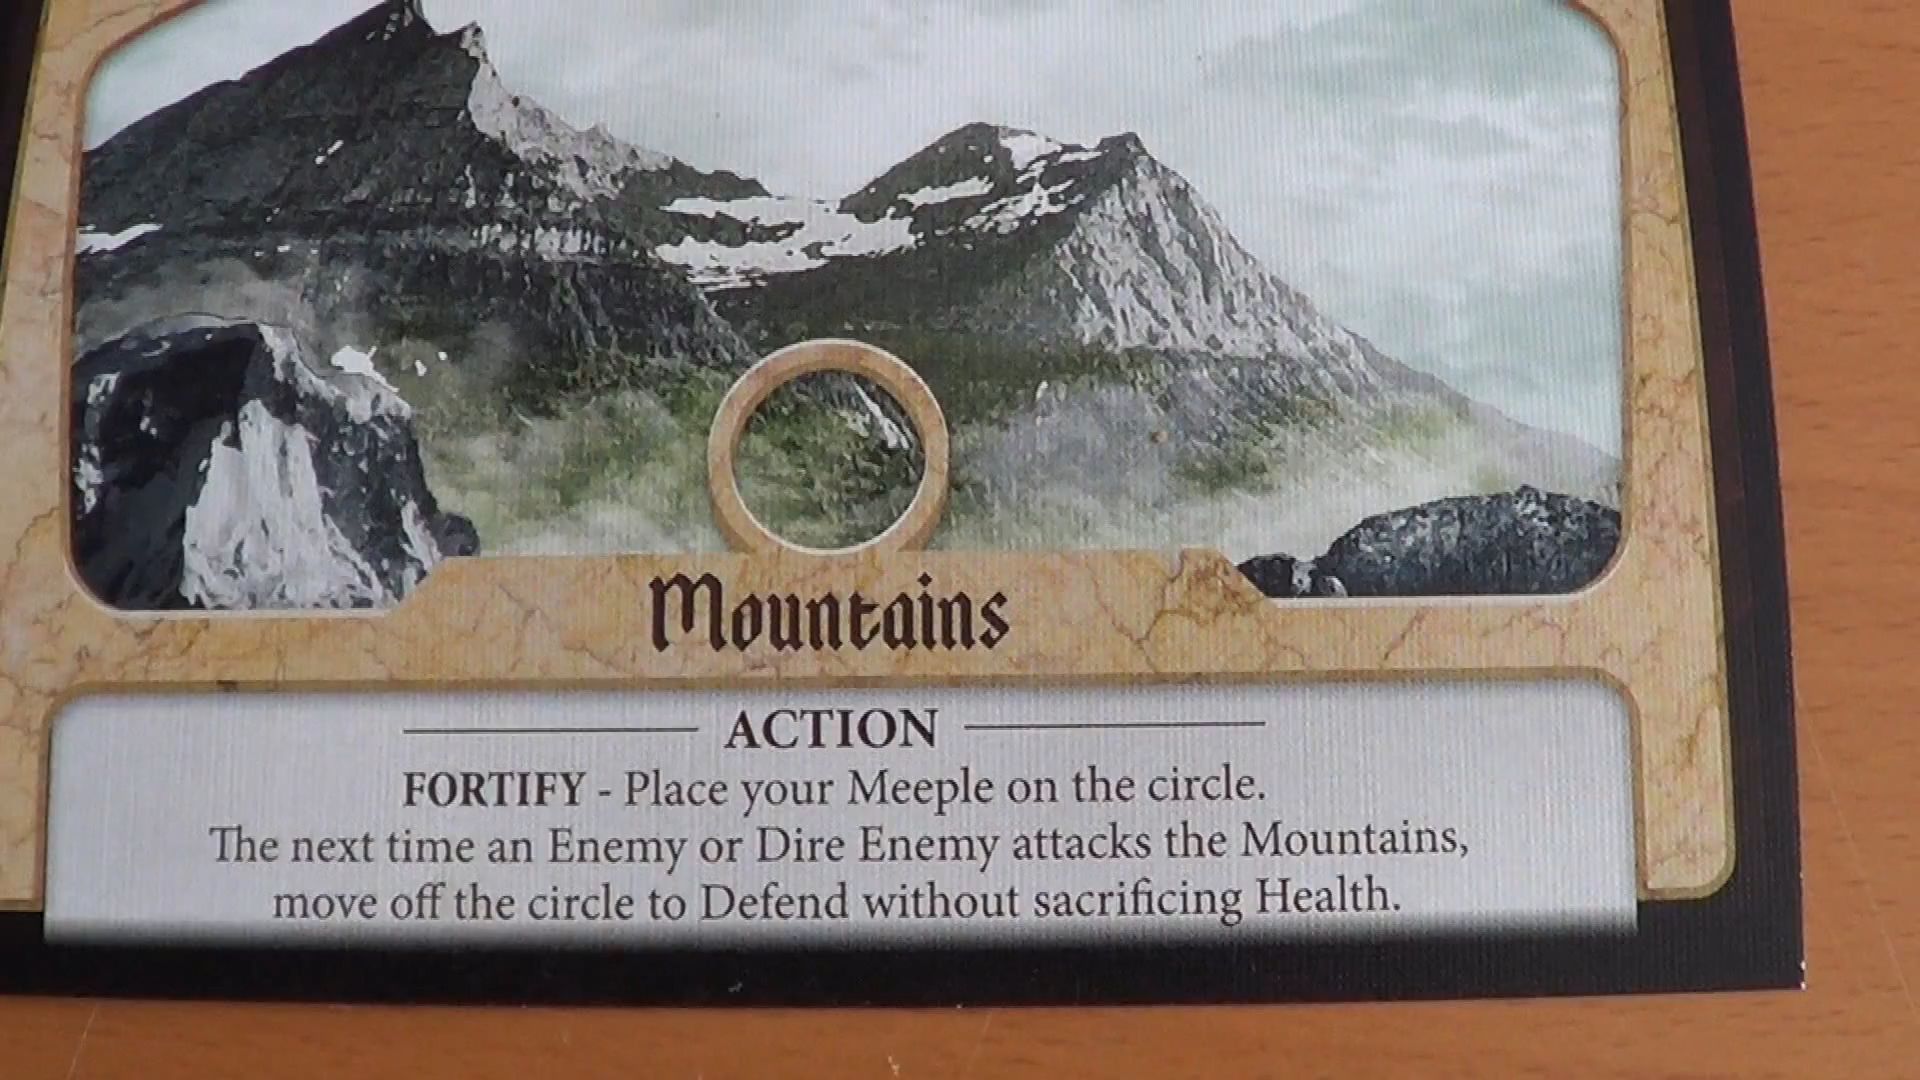 Mountains
ACTION
FORTIFY - Place your Meeple on the circle.
The next time an Enemy or Dire Enemy attacks the Mountains,
move off the circle to Defend without sacrificing Health.